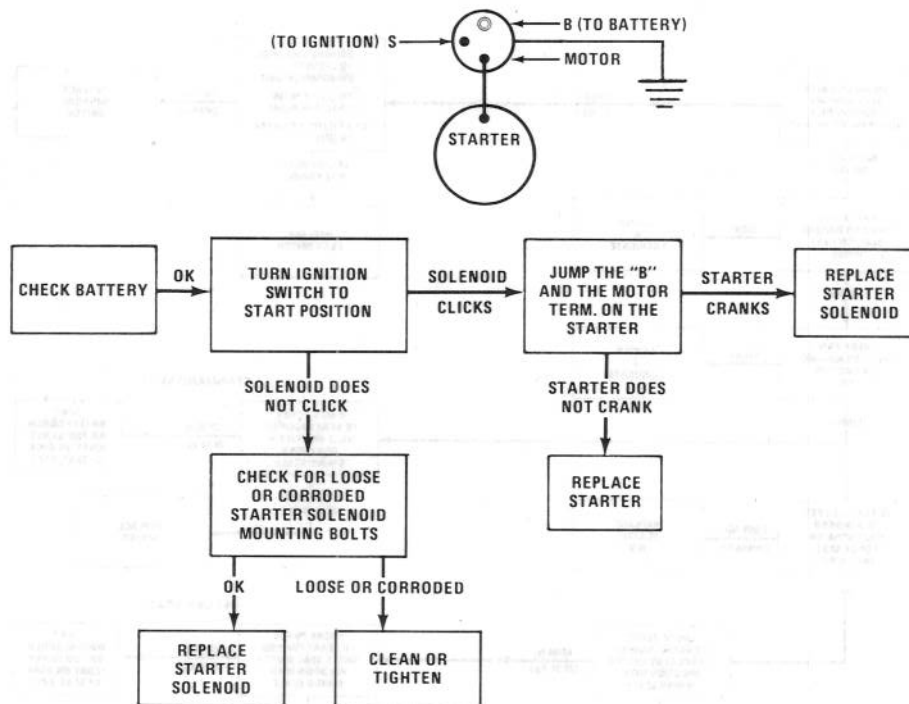 B (TO BATTERY)
(TO IGNITION) S
MOTOR
STARTER
CHECK BATTERY
OK
TURN IGNITION
SWITCH TO
START POSITION
SOLENOID
CLICKS
JUMP THE "B"
AND THE MOTOR
TERM. ON THE
STARTER
STARTER
CRANKS
REPLACE
STARTER
SOLENOID
SOLENOID DOES
NOT CLICK
STARTER DOES
NOT CRANK
CHECK FOR LOOSE
OR CORRODED
STARTER SOLENOID
MOUNTING BOLTS
REPLACE
STARTER
OK
LOOSE OR CORRODED
REPLACE
STARTER
SOLENOID
CLEAN OR
TIGHTEN